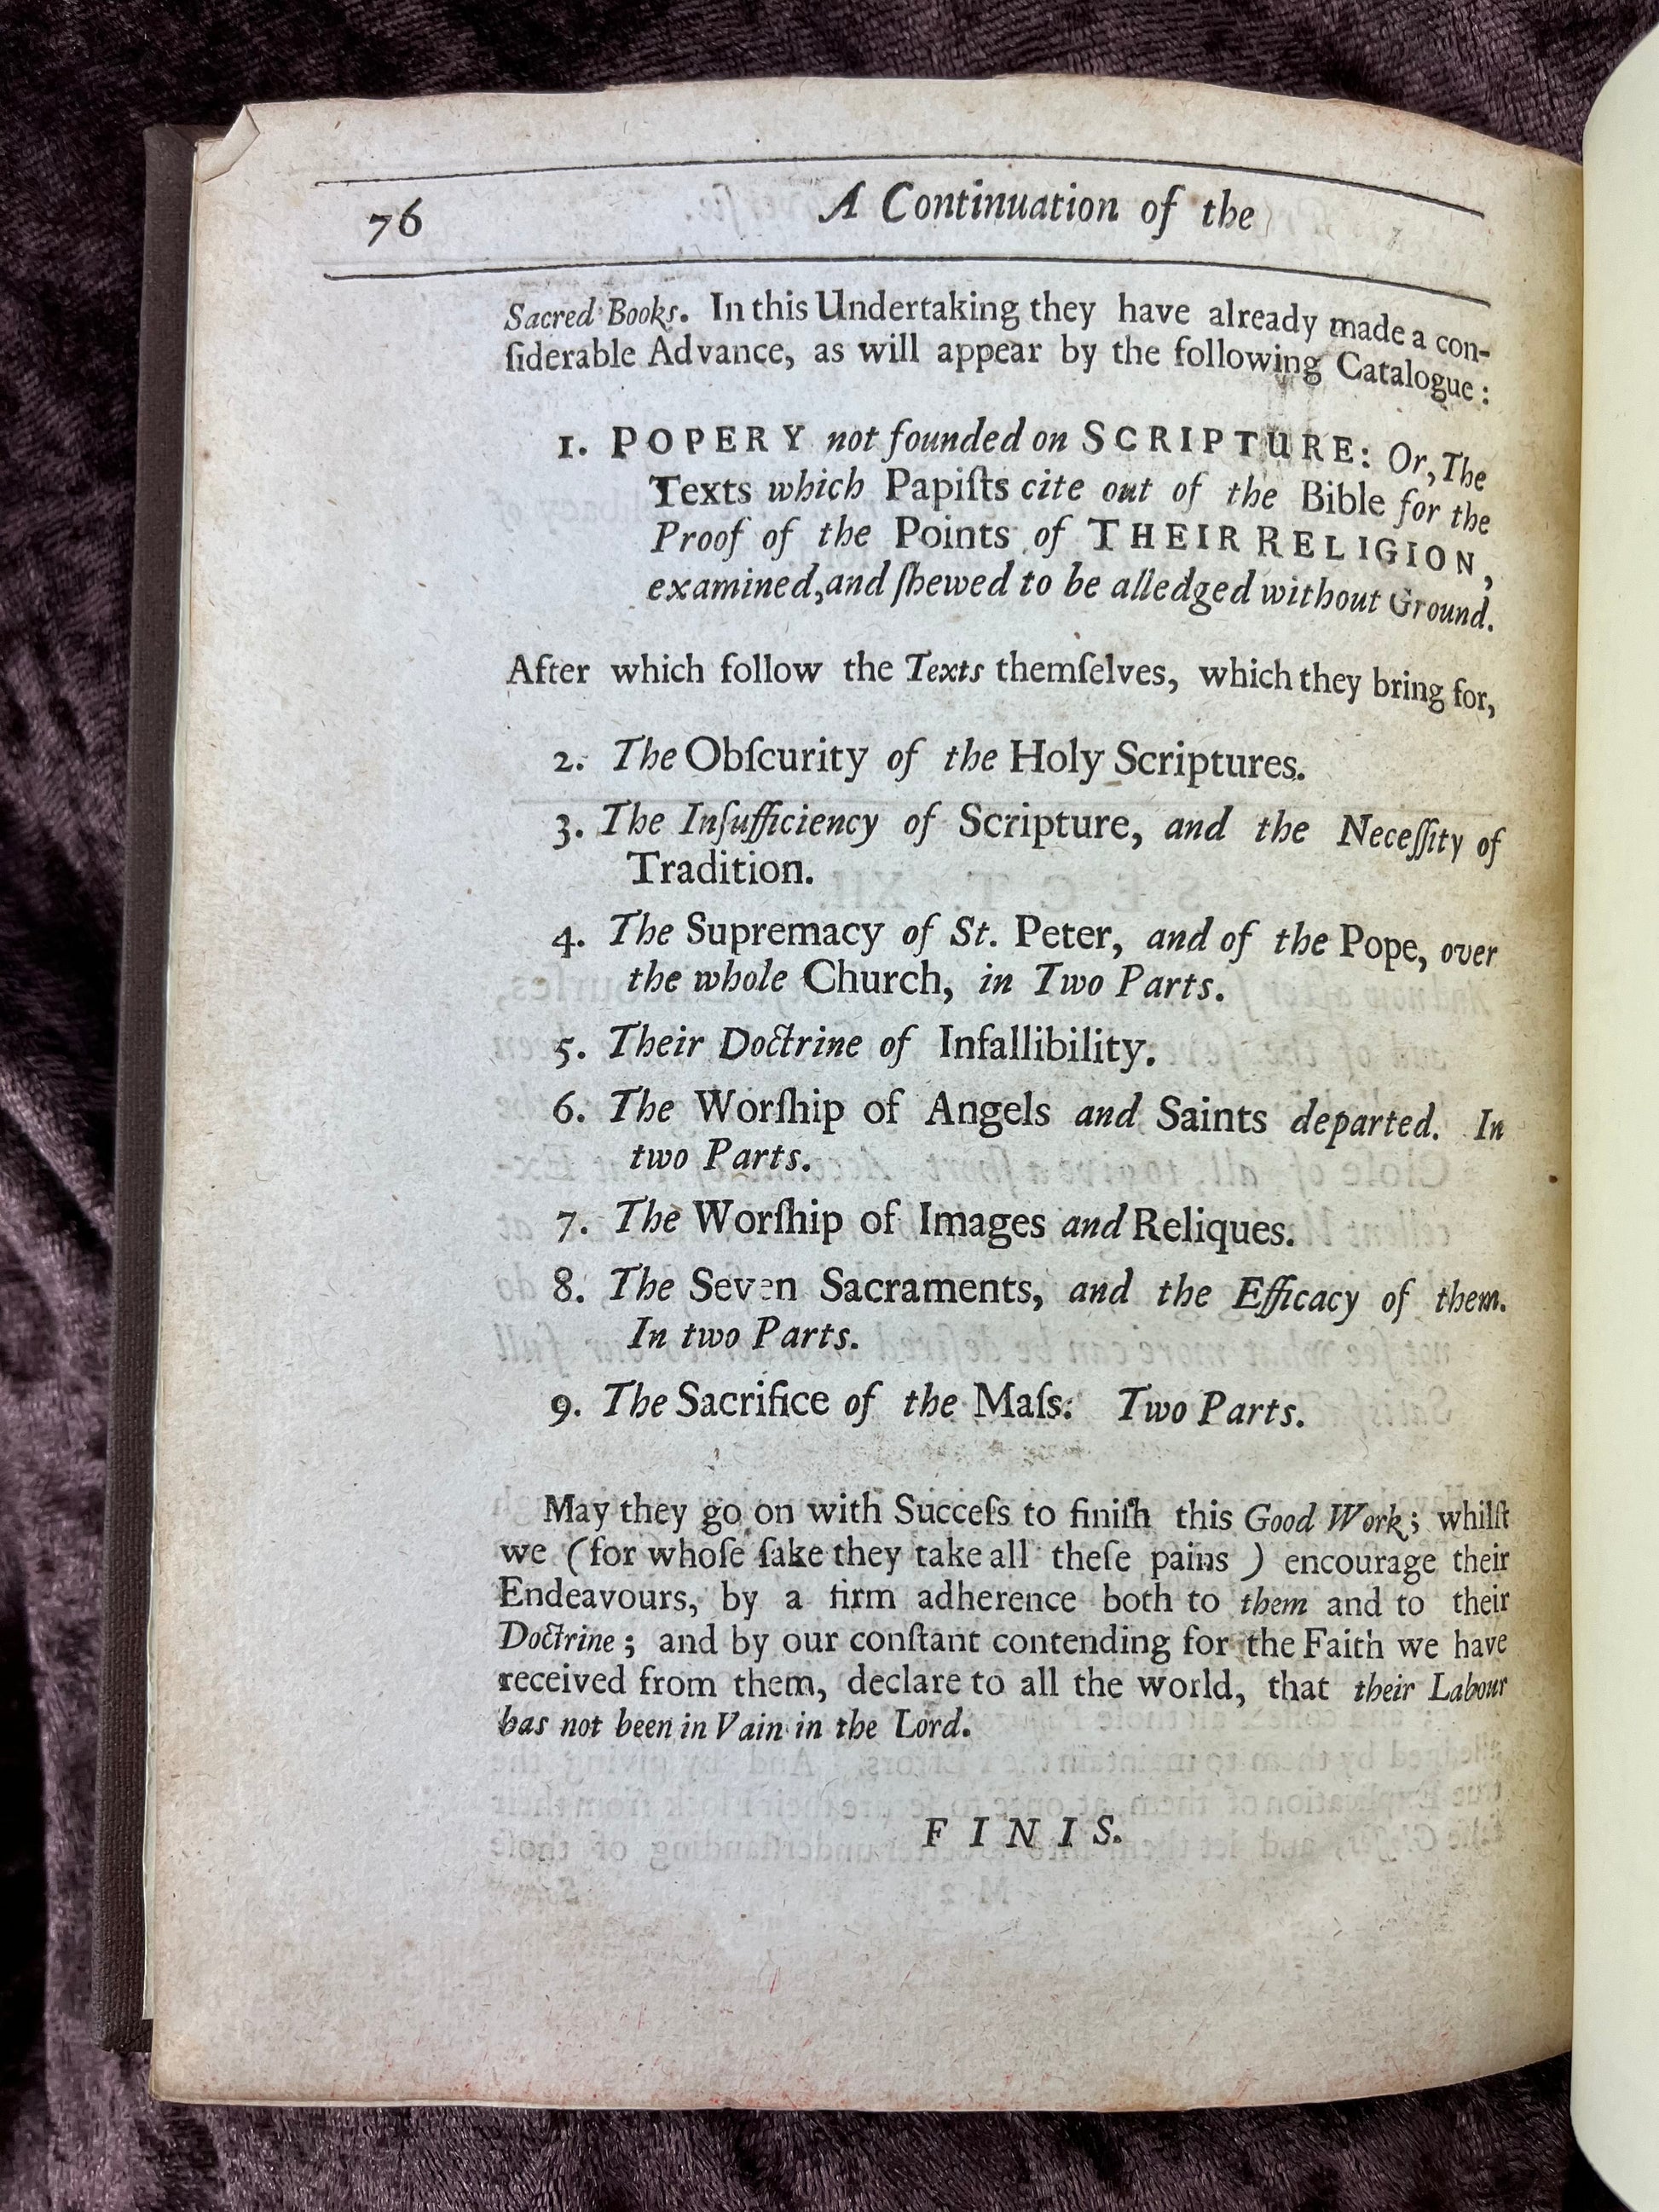 76 A Continuation of the
Sacred Books. In this Undertaking they have already made a con-
ſiderable Advance, as will appear by the following Catalogue:
1. POPERY not founded on SCRIPTURE: Or, The
Texts which Papiſts cite out of the Bible for the
Proof of the Points of THEIR RELIGION,
examined, and ſhewed to be alledged without Ground.
After which follow the Texts themſelves, which they bring for,
2. The Obſcurity of the Holy Scriptures.
3. The Inſufficiency of Scripture, and the Neceſſity of
Tradition.
4. The Supremacy of St. Peter, and of the Pope, over
the whole Church, in Two Parts.
5. Their Doctrine of Infallibility.
6. The Worſhip of Angels and Saints departed. In
two Parts.
7. The Worſhip of Images and Reliques.
8. The Seven Sacraments, and the Efficacy of them.
In two Parts.
9. The Sacrifice of the Maſs. Two Parts.
May they go on with Succeſs to finiſh this Good Work; whilſt
we (for whoſe ſake they take all theſe pains) encourage their
Endeavours, by a firm adherence both to them and to their
Doctrine; and by our conſtant contending for the Faith we have
received from them, declare to all the world, that their Labour
has not been in Vain in the Lord.
FINIS.